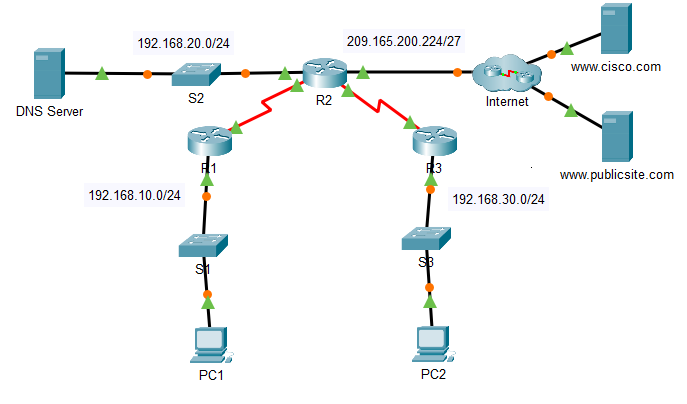 192.168.20.0/24
209.165.200.224/27
www.cisco.com
S2
R2
Internet
DNS Server
R1
R3
www.publicsite.com
192.168.10.0/24
192.168.30.0/24
S1
S3
PC1
PC2